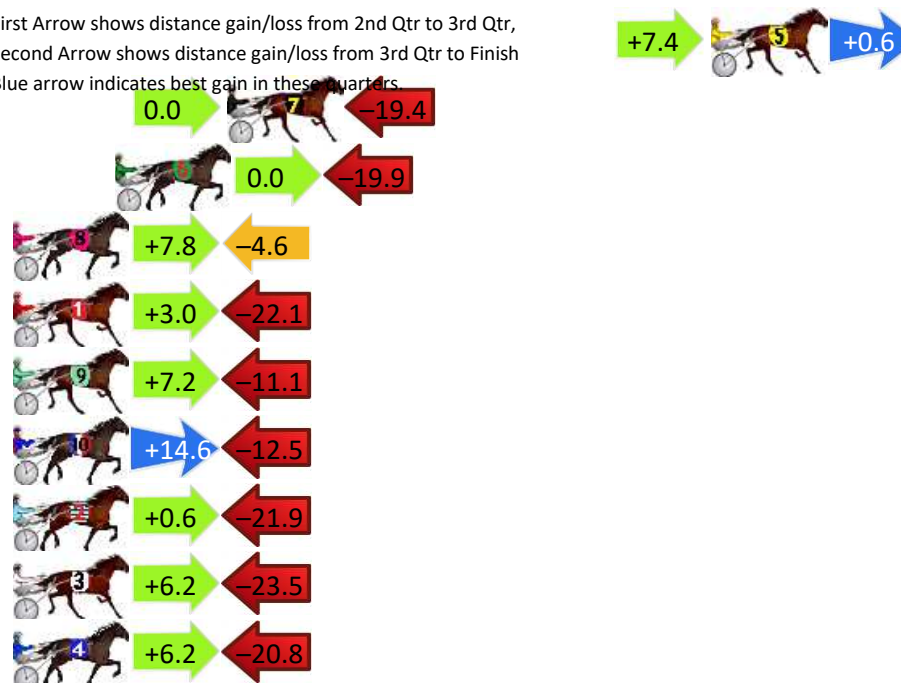 irst Arrow shows distance gain/loss from 2nd Qtr to 3rd Qtr,
econd Arrow shows distance gain/loss from 3rd Qtr to Finish
lue arrow indicates best gain in these quarters.
+7.4 5 +0.6
0.0 7 –19.4
6 0.0 –19.9
8 +7.8 –4.6
1 +3.0 –22.1
9 +7.2 –11.1
10 +14.6 –12.5
2 +0.6 –21.9
3 +6.2 –23.5
4 +6.2 –20.8